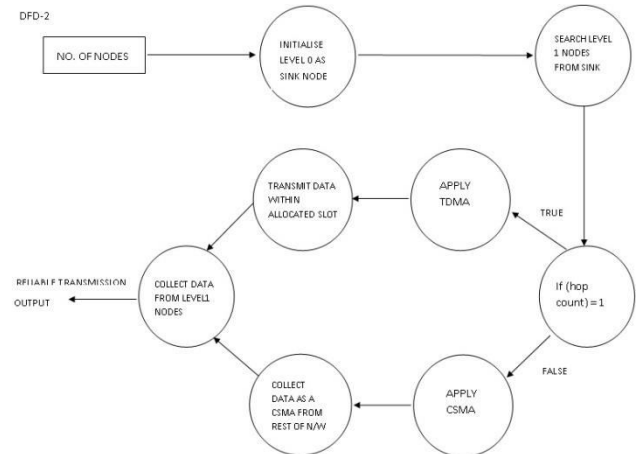 DFD-2
NO. OF NODES
INITIALISE
LEVEL 0 AS
SINK NODE
SEARCH LEVEL
1 NODES
FROM SINK
TRANSMIT DATA
WITHIN
ALLOCATED SLOT
APPLY
TDMA
TRUE
If (hop
count) = 1
FALSE
RELIABLE TRANSMISSION
OUTPUT
COLLECT DATA
FROM LEVEL1
NODES
COLLECT
DATA AS A
CSMA FROM
REST OF N/W
APPLY
CSMA